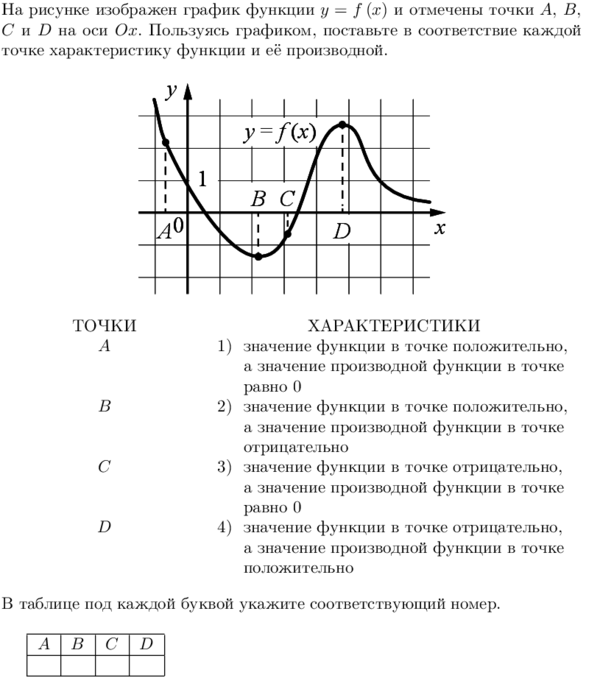 На рисунке изображен график функции y = f (x) и отмечены точки A, B,
C и D на оси Ox. Пользуясь графиком, поставьте в соответствие каждой
точке характеристику функции и её производной.
y
y = f(x)
1
B C
A 0 D x
ТОЧКИ ХАРАКТЕРИСТИКИ
A 1) значение функции в точке положительно,
а значение производной функции в точке
равно 0
B 2) значение функции в точке положительно,
а значение производной функции в точке
отрицательно
C 3) значение функции в точке отрицательно,
а значение производной функции в точке
равно 0
D 4) значение функции в точке отрицательно,
а значение производной функции в точке
положительно
В таблице под каждой буквой укажите соответствующий номер.
A B C D